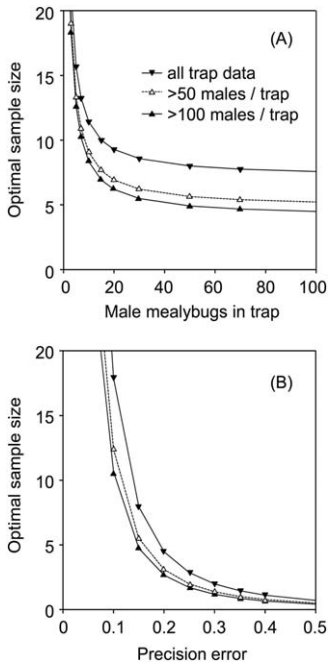 20
(A)
all trap data
15
>50 males / trap
>100 males / trap
10
5
0
0 20 40 60 80 100
Optimal sample size
Male mealybugs in trap
20
(B)
15
10
5
0
0 0.1 0.2 0.3 0.4 0.5
Optimal sample size
Precision error